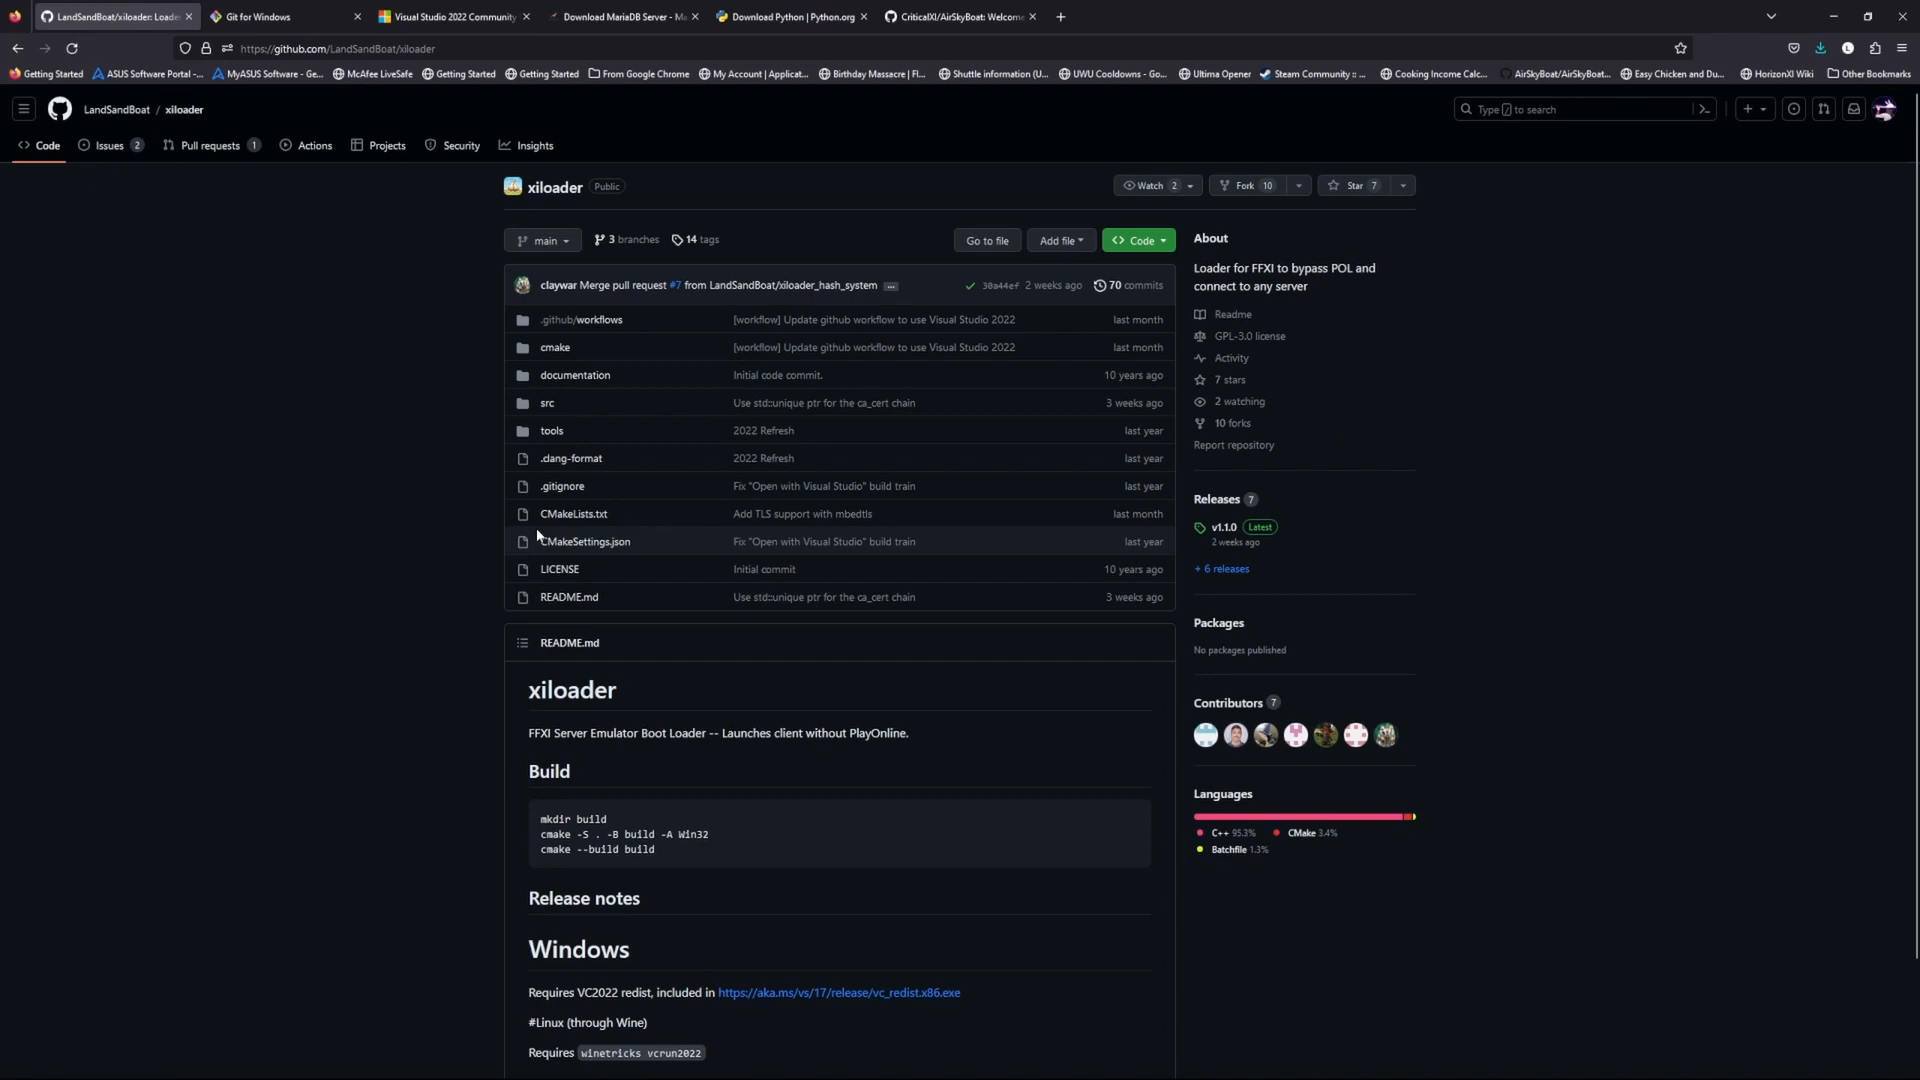 LandSandBoat/xiloader: Loade
Git for Windows
Visual Studio 2022 Community
Download MariaDB Server - Ma
Download Python | Python.org
CriticalXI/AirSkyBoat: Welcome
https://github.com/LandSandBoat/xiloader
Getting Started
ASUS Software Portal -...
MyASUS Software - Ge...
McAfee LiveSafe
Getting Started
Getting Started
From Google Chrome
My Account | Applicat...
Birthday Massacre | Fl...
Shuttle information (U...
UWU Cooldowns - Go...
Ultima Opener
Steam Community :: ...
Cooking Income Calc...
AirSkyBoat/AirSkyBoat...
Easy Chicken and Du...
HorizonXI Wiki
Other Bookmarks
LandSandBoat / xiloader
Type / to search
Code
Issues 2
Pull requests 1
Actions
Projects
Security
Insights
xiloader Public
Watch 2
Fork 10
Star 7
main
3 branches
14 tags
Go to file
Add file
Code
claywar Merge pull request #7 from LandSandBoat/xiloader_hash_system ...
30a44ef 2 weeks ago
70 commits
.github/workflows [workflow] Update github workflow to use Visual Studio 2022 last month
cmake [workflow] Update github workflow to use Visual Studio 2022 last month
documentation Initial code commit. 10 years ago
src Use std::unique ptr for the ca_cert chain 3 weeks ago
tools 2022 Refresh last year
.clang-format 2022 Refresh last year
.gitignore Fix "Open with Visual Studio" build train last year
CMakeLists.txt Add TLS support with mbedtls last month
CMakeSettings.json Fix "Open with Visual Studio" build train last year
LICENSE Initial commit 10 years ago
README.md Use std::unique ptr for the ca_cert chain 3 weeks ago
README.md
xiloader
FFXI Server Emulator Boot Loader -- Launches client without PlayOnline.
Build
mkdir build
cmake -S . -B build -A Win32
cmake --build build
Release notes
Windows
Requires VC2022 redist, included in https://aka.ms/vs/17/release/vc_redist.x86.exe
#Linux (through Wine)
Requires winetricks vcrun2022
About
Loader for FFXI to bypass POL and
connect to any server
Readme
GPL-3.0 license
Activity
7 stars
2 watching
10 forks
Report repository
Releases 7
v1.1.0 Latest
2 weeks ago
+ 6 releases
Packages
No packages published
Contributors 7
Languages
C++ 95.3%
CMake 3.4%
Batchfile 1.3%